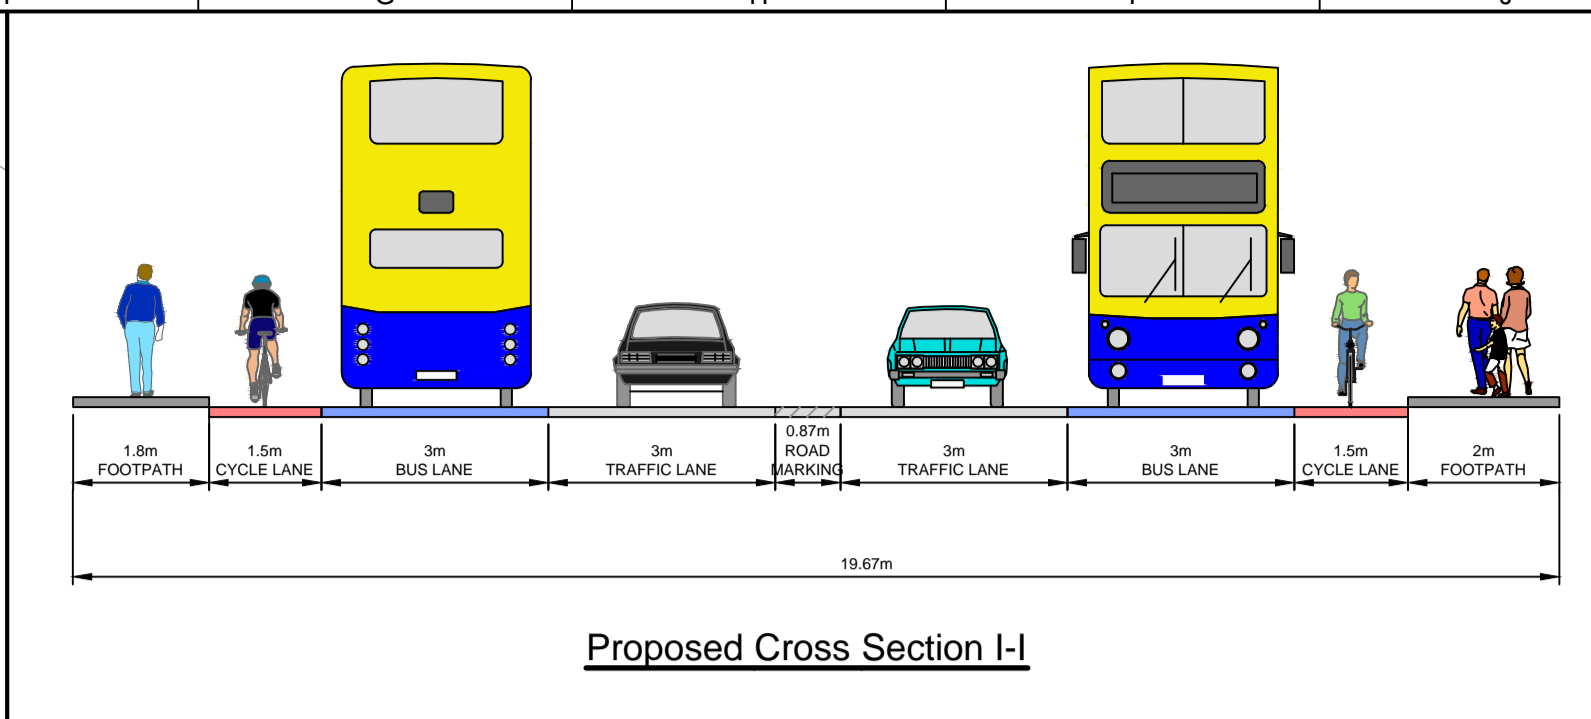 1.8m
FOOTPATH
1.5m
CYCLE LANE
3m
BUS LANE
3m
TRAFFIC LANE
0.87m
ROAD
MARKING
3m
TRAFFIC LANE
3m
BUS LANE
1.5m
CYCLE LANE
2m
FOOTPATH
19.67m
Proposed Cross Section I-I